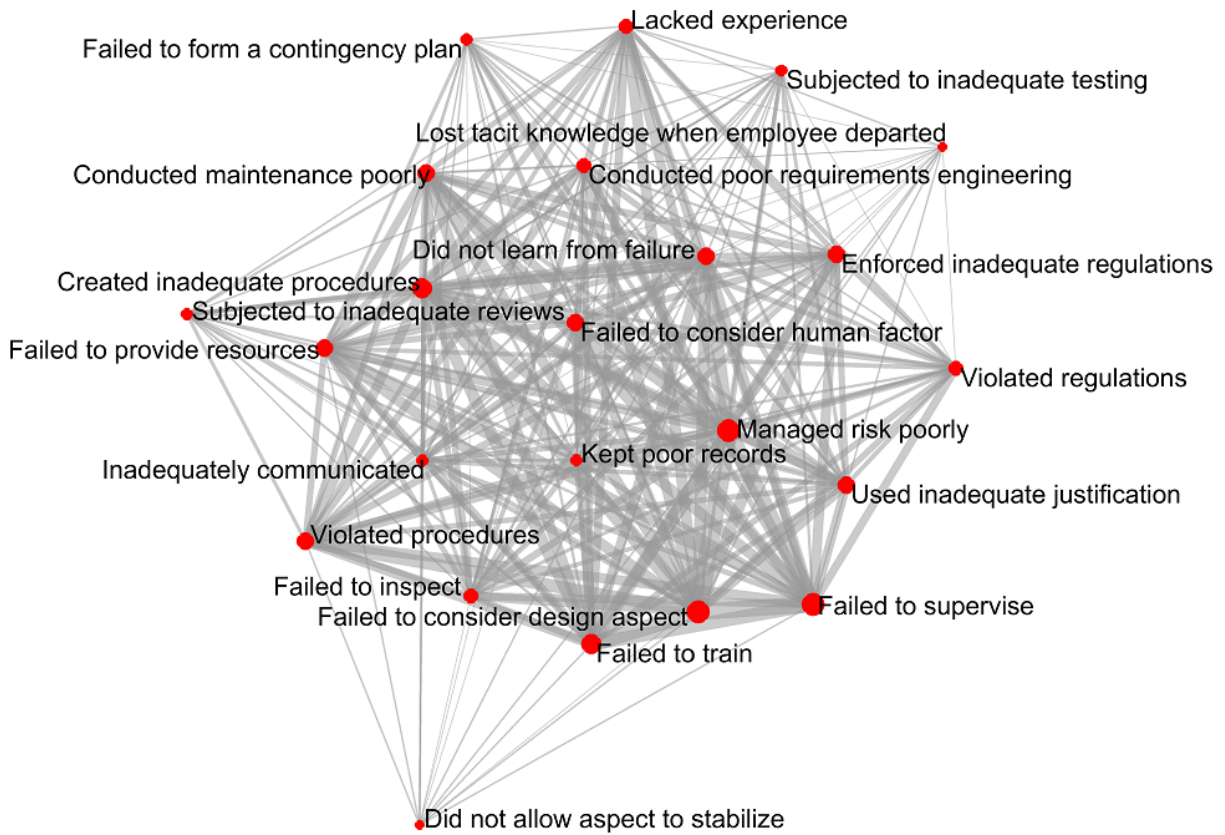 Lacked experience
Failed to form a contingency plan
Subjected to inadequate testing
Lost tacit knowledge when employee departed
Conducted maintenance poorly
Conducted poor requirements engineering
Did not learn from failure
Enforced inadequate regulations
Created inadequate procedures
Subjected to inadequate reviews
Failed to consider human factor
Failed to provide resources
Violated regulations
Managed risk poorly
Kept poor records
Inadequately communicated
Used inadequate justification
Violated procedures
Failed to inspect
Failed to supervise
Failed to consider design aspect
Failed to train
Did not allow aspect to stabilize